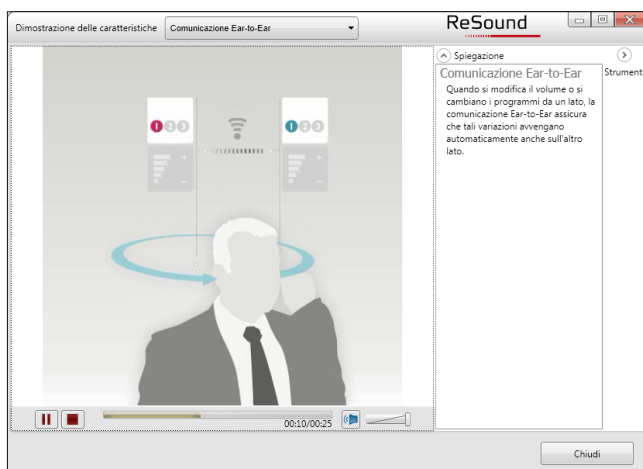 Dimostrazione delle caratteristiche
Comunicazione Ear-to-Ear
ReSound
Spiegazione
Comunicazione Ear-to-Ear
Quando si modifica il volume o si
cambiano i programmi da un lato, la
comunicazione Ear-to-Ear assicura
che tali variazioni avvengano
automaticamente anche sull'altro
lato.
Strument
1 2 3
1 2 3
00:10/00:25
Chiudi